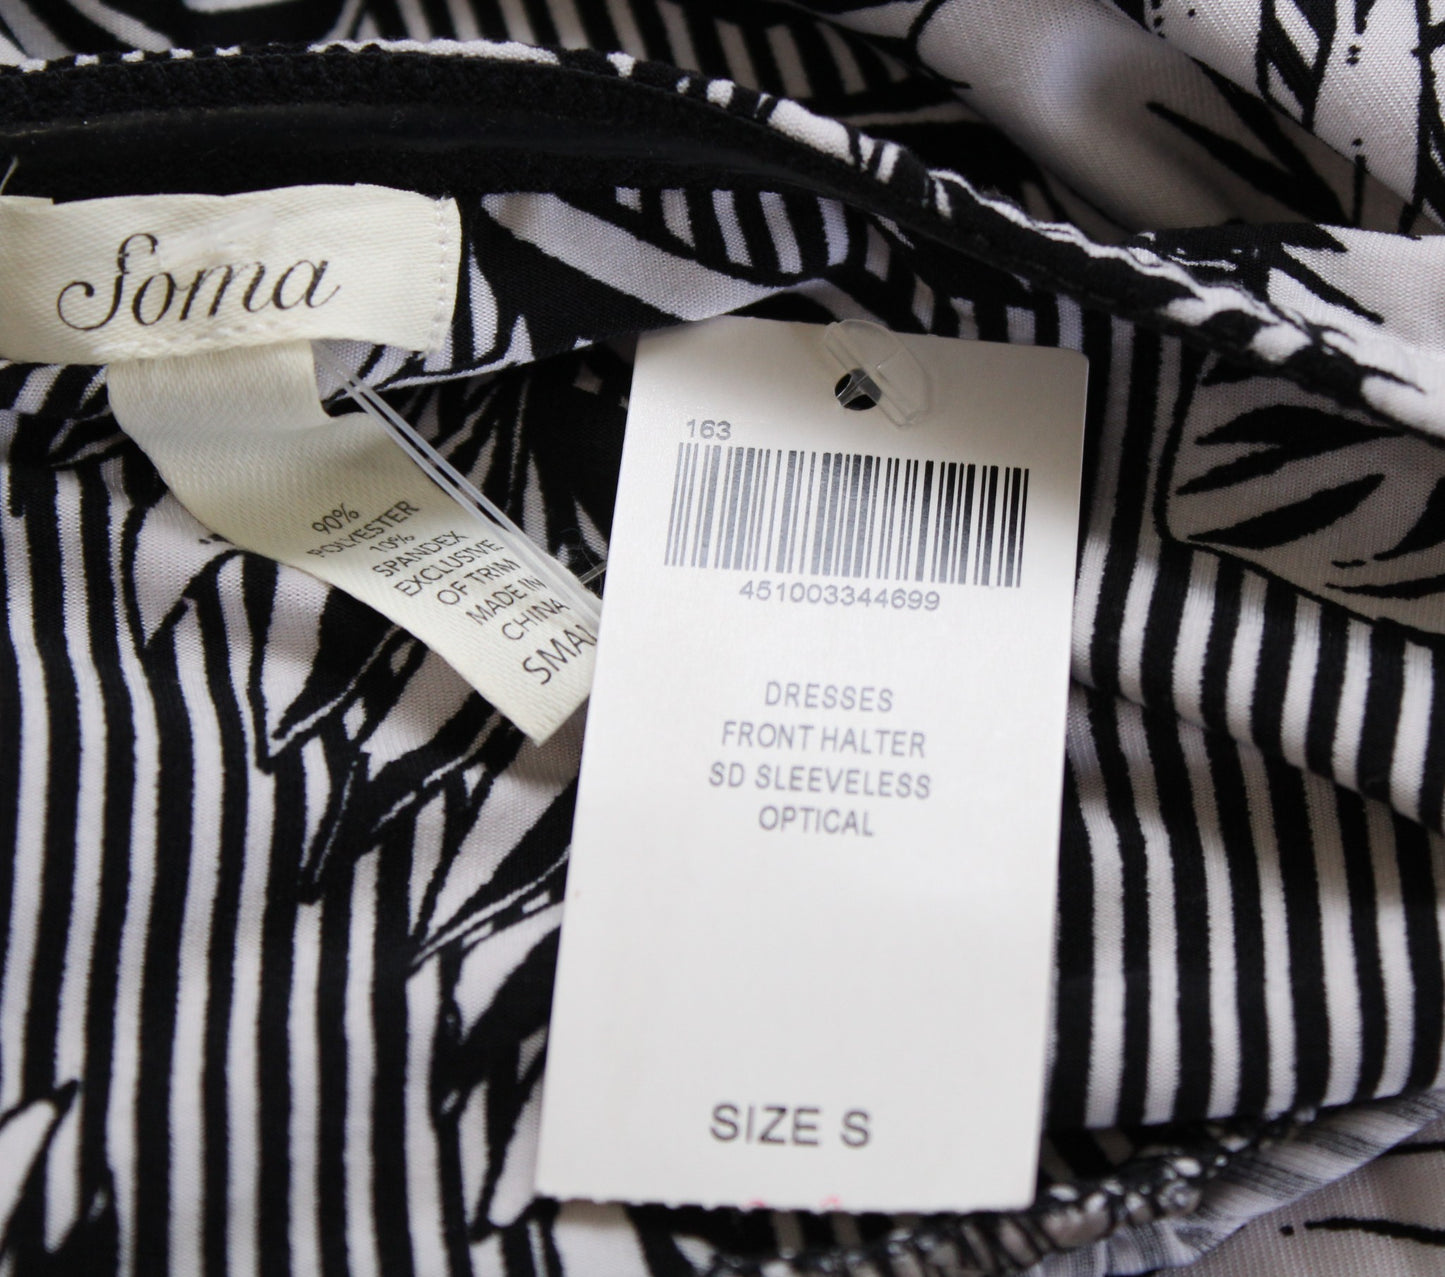 Soma
90%
POLYESTER
10%
SPANDEX
EXCLUSIVE
OF TRIM
MADE IN
CHINA
163
451003344699
DRESSES
FRONT HALTER
SD SLEEVELESS
OPTICAL
SIZE S